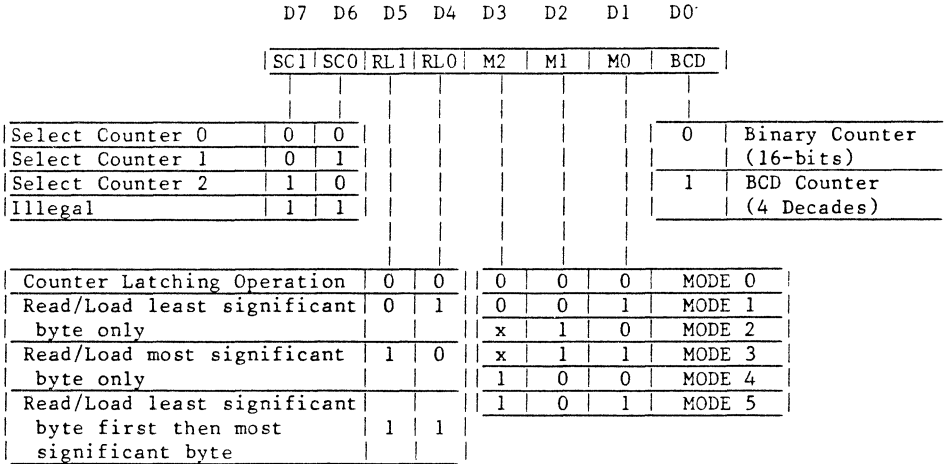 D7 D6 D5 D4 D3 D2 D1 D0
SC1 SC0 RL1 RL0 M2 M1 M0 BCD
Select Counter 0 0 0
Select Counter 1 0 1
Select Counter 2 1 0
Illegal 1 1
0 Binary Counter
(16-bits)
1 BCD Counter
(4 Decades)
Counter Latching Operation 0 0
Read/Load least significant 0 1
byte only
Read/Load most significant 1 0
byte only
Read/Load least significant
byte first then most 1 1
significant byte
0 0 0 MODE 0
0 0 1 MODE 1
x 1 0 MODE 2
x 1 1 MODE 3
1 0 0 MODE 4
1 0 1 MODE 5